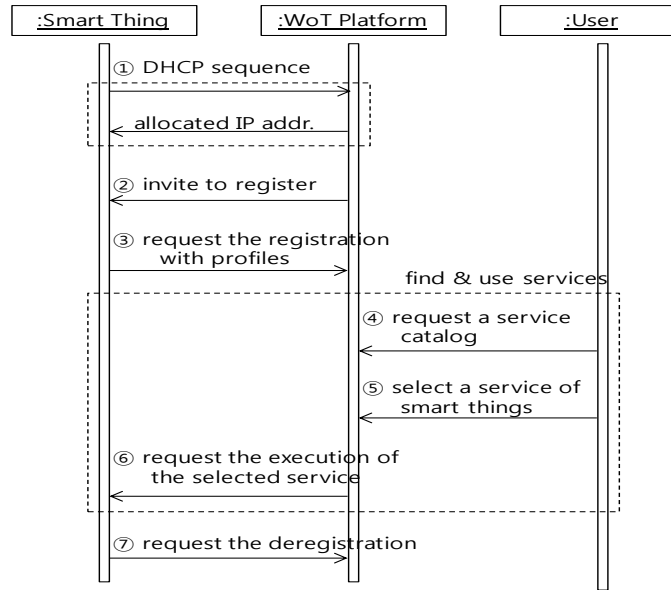 :Smart Thing
:WoT Platform
:User
① DHCP sequence
allocated IP addr.
② invite to register
③ request the registration
with profiles
find & use services
④ request a service
catalog
⑤ select a service of
smart things
⑥ request the execution of
the selected service
⑦ request the deregistration